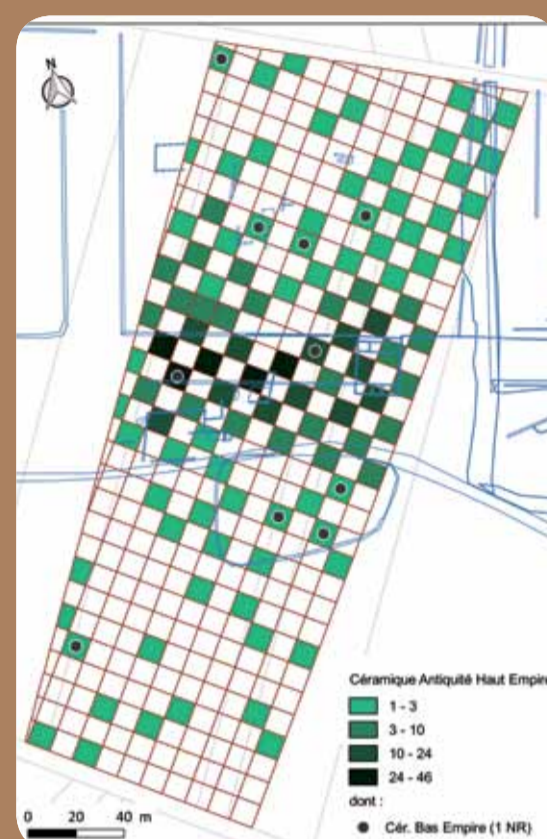 N
Céramique Antiquité Haut Empire
1 - 3
3 - 10
10 - 24
24 - 46
dont :
Cér. Bas Empire (1 NR)
0 20 40 m